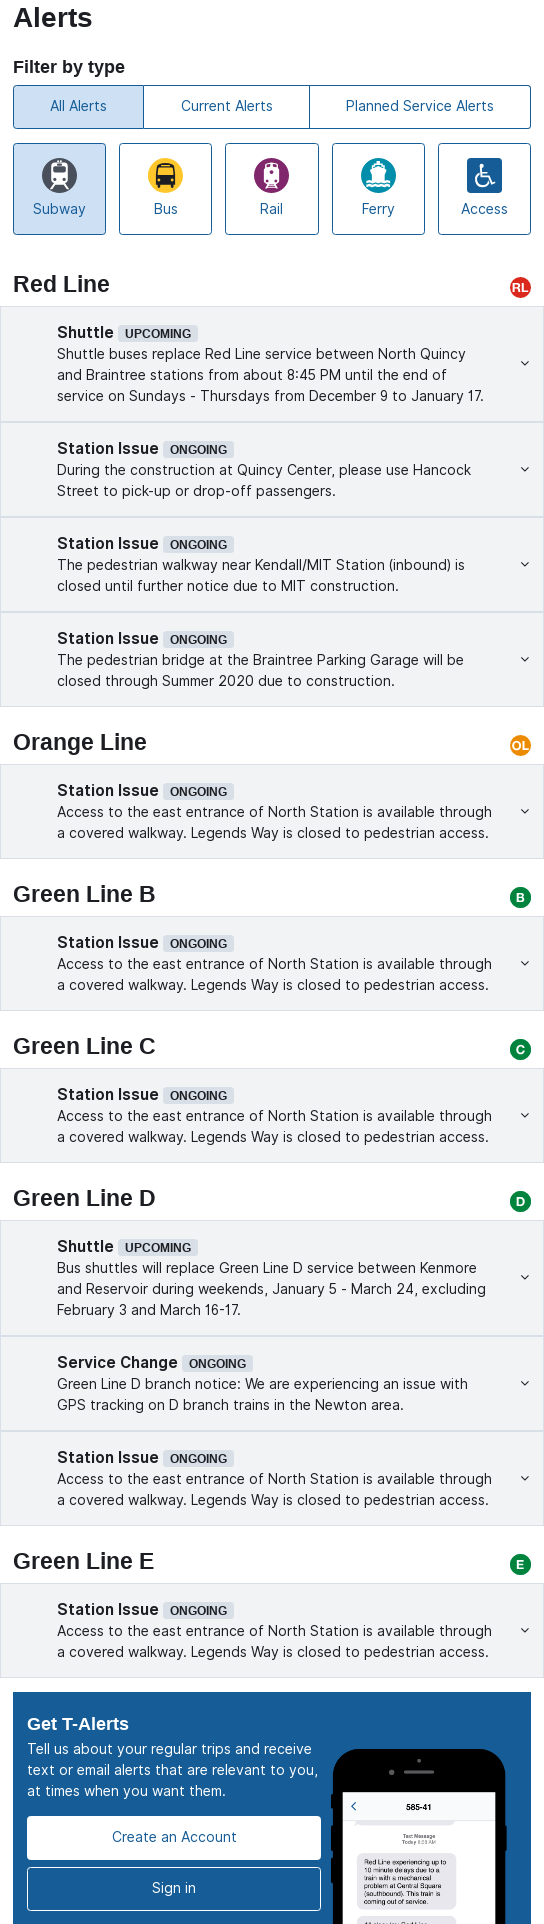 Alerts
Filter by type
All Alerts
Current Alerts
Planned Service Alerts
Subway
Bus
Rail
Ferry
Access
Red Line
RL
Shuttle UPCOMING
Shuttle buses replace Red Line service between North Quincy
and Braintree stations from about 8:45 PM until the end of
service on Sundays - Thursdays from December 9 to January 17.
Station Issue ONGOING
During the construction at Quincy Center, please use Hancock
Street to pick-up or drop-off passengers.
Station Issue ONGOING
The pedestrian walkway near Kendall/MIT Station (inbound) is
closed until further notice due to MIT construction.
Station Issue ONGOING
The pedestrian bridge at the Braintree Parking Garage will be
closed through Summer 2020 due to construction.
Orange Line
OL
Station Issue ONGOING
Access to the east entrance of North Station is available through
a covered walkway. Legends Way is closed to pedestrian access.
Green Line B
B
Station Issue ONGOING
Access to the east entrance of North Station is available through
a covered walkway. Legends Way is closed to pedestrian access.
Green Line C
C
Station Issue ONGOING
Access to the east entrance of North Station is available through
a covered walkway. Legends Way is closed to pedestrian access.
Green Line D
D
Shuttle UPCOMING
Bus shuttles will replace Green Line D service between Kenmore
and Reservoir during weekends, January 5 - March 24, excluding
February 3 and March 16-17.
Service Change ONGOING
Green Line D branch notice: We are experiencing an issue with
GPS tracking on D branch trains in the Newton area.
Station Issue ONGOING
Access to the east entrance of North Station is available through
a covered walkway. Legends Way is closed to pedestrian access.
Green Line E
E
Station Issue ONGOING
Access to the east entrance of North Station is available through
a covered walkway. Legends Way is closed to pedestrian access.
Get T-Alerts
Tell us about your regular trips and receive
text or email alerts that are relevant to you,
at times when you want them.
Create an Account
Sign in
585-41
Text Message
Today
Red Line experiencing up to
10 minute delays due to a
train with a mechanical
problem at Central Square
(southbound). This train is
coming out of service.